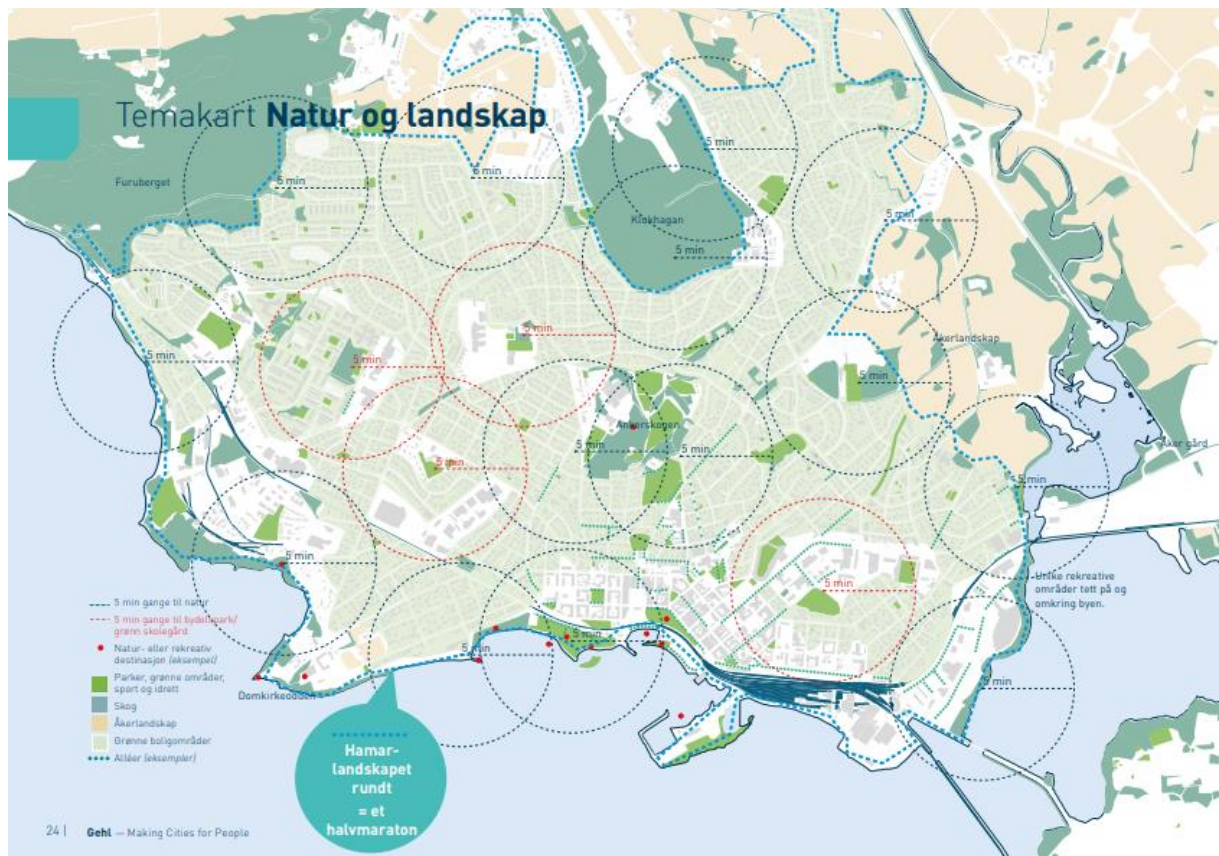 Temakart Natur og landskap
Furuberget
5 min
5 min
5 min
5 min
Klukhagan
5 min
5 min
5 min
5 min
Åkerlandskap
5 min
5 min
Ankerskogen
5 min
5 min
5 min
5 min
Åker gård
5 min
5 min
Unike rekreative
områder tett på og
omkring byen.
5 min
5 min
5 min
Domkirkeodden
5 min gange til natur
5 min gange til bydelspark/
grønn skolegård
Natur- eller rekreativ
destinasjon (eksempel)
Parker, grønne områder,
sport og idrett
Skog
Åkerlandskap
Grønne boligområder
Alléer (eksempler)
Hamar-
landskapet
rundt
= et
halvmaraton
24 | Gehl — Making Cities for People